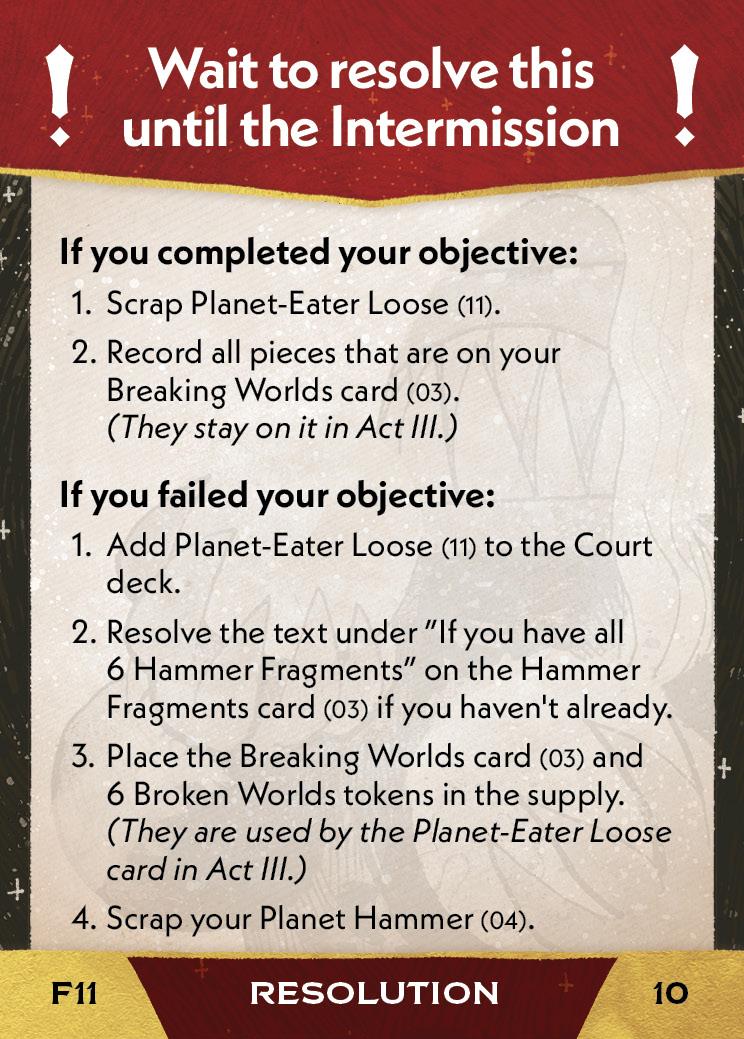 ! Wait to resolve this !
until the Intermission
If you completed your objective:
1. Scrap Planet-Eater Loose (11).
2. Record all pieces that are on your
Breaking Worlds card (03).
(They stay on it in Act III.)
If you failed your objective:
1. Add Planet-Eater Loose (11) to the Court
deck.
2. Resolve the text under "If you have all
6 Hammer Fragments" on the Hammer
Fragments card (03) if you haven't already.
3. Place the Breaking Worlds card (03) and
6 Broken Worlds tokens in the supply.
(They are used by the Planet-Eater Loose
card in Act III.)
4. Scrap your Planet Hammer (04).
F11 RESOLUTION 10